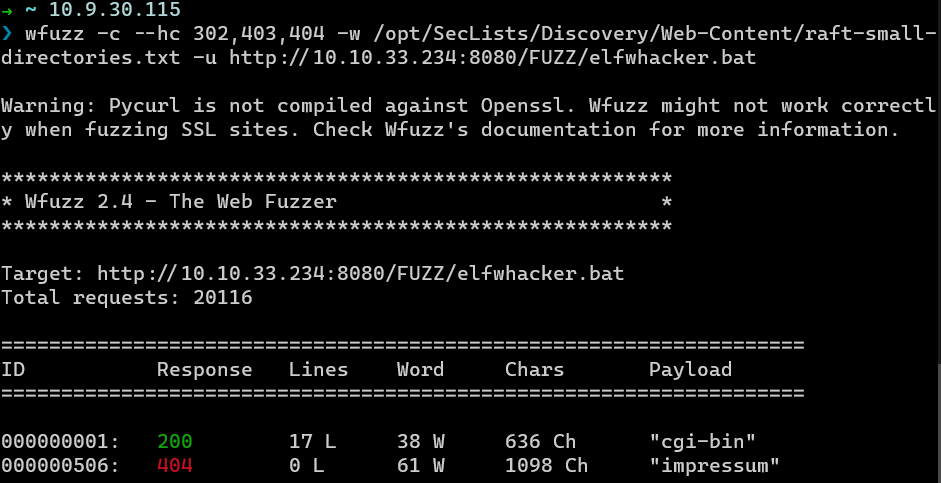 → ~ 10.9.30.115
❯ wfuzz -c --hc 302,403,404 -w /opt/SecLists/Discovery/Web-Content/raft-small-
directories.txt -u http://10.10.33.234:8080/FUZZ/elfwhacker.bat

Warning: Pycurl is not compiled against Openssl. Wfuzz might not work correctl
y when fuzzing SSL sites. Check Wfuzz's documentation for more information.

********************************************************
* Wfuzz 2.4 - The Web Fuzzer                           *
********************************************************

Target: http://10.10.33.234:8080/FUZZ/elfwhacker.bat
Total requests: 20116

===================================================================
ID           Response   Lines    Word     Chars       Payload
===================================================================

000000001:   200        17 L     38 W     636 Ch      "cgi-bin"
000000506:   404        0 L      61 W     1098 Ch     "impressum"